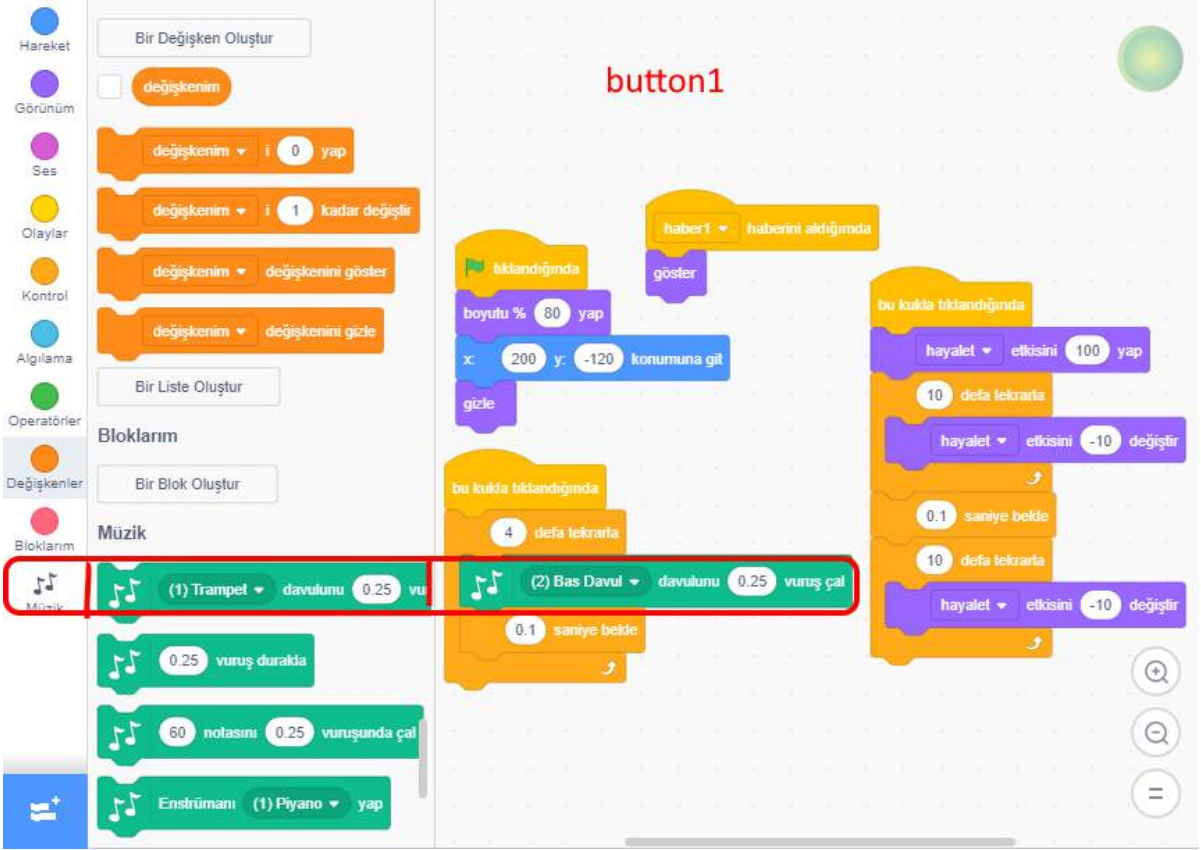 Hareket
Görünüm
Ses
Olaylar
Kontrol
Algılama
Operatörler
Değişkenler
Bloklarım
Müzik
Bir Değişken Oluştur
değişkenim
değişkenim i 0 yap
değişkenim i 1 kadar değiştir
değişkenim değişkenini göster
değişkenim değişkenini gizle
Bir Liste Oluştur
Bloklarım
Bir Blok Oluştur
Müzik
(1) Trampet davulunu 0.25 vu
0.25 vuruş durakla
60 notasını 0.25 vuruşunda çal
Enstrümanı (1) Piyano yap
button1
tıklandığında
boyutu % 80 yap
x: 200 y: -120 konumuna git
gizle
haber1 haberini aldığımda
göster
bu kukla tıklandığında
4 defa tekrarla
(2) Bas Davul davulunu 0.25 vuruş çal
0.1 saniye bekle
bu kukla tıklandığında
hayalet etkisini 100 yap
10 defa tekrarla
hayalet etkisini -10 değiştir
0.1 saniye bekle
10 defa tekrarla
hayalet etkisini -10 değiştir